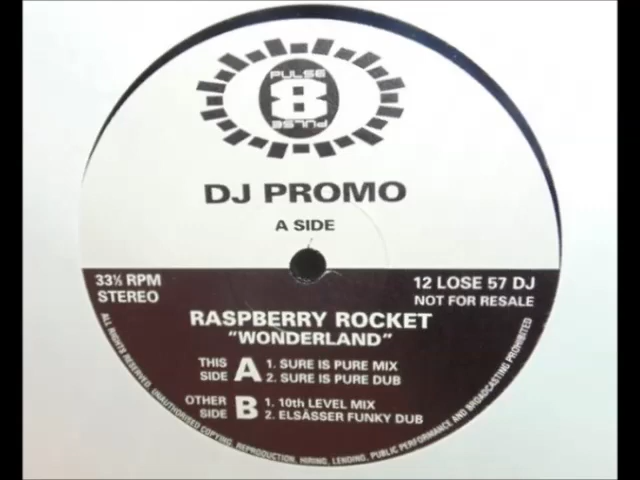 PULSE
8
PULSE
DJ PROMO
A SIDE
33⅓ RPM
STEREO
12 LOSE 57 DJ
NOT FOR RESALE
RASPBERRY ROCKET
"WONDERLAND"
THIS SIDE A 1. SURE IS PURE MIX
2. SURE IS PURE DUB
OTHER SIDE B 1. 10th LEVEL MIX
2. ELSÄSSER FUNKY DUB
ALL RIGHTS RESERVED. UNAUTHORISED COPYING, REPRODUCTION, HIRING, LENDING, PUBLIC PERFORMANCE AND BROADCASTING PROHIBITED